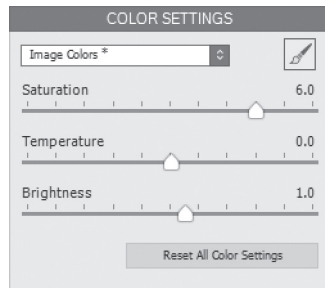 COLOR SETTINGS
Image Colors *
Saturation 6.0
Temperature 0.0
Brightness 1.0
Reset All Color Settings